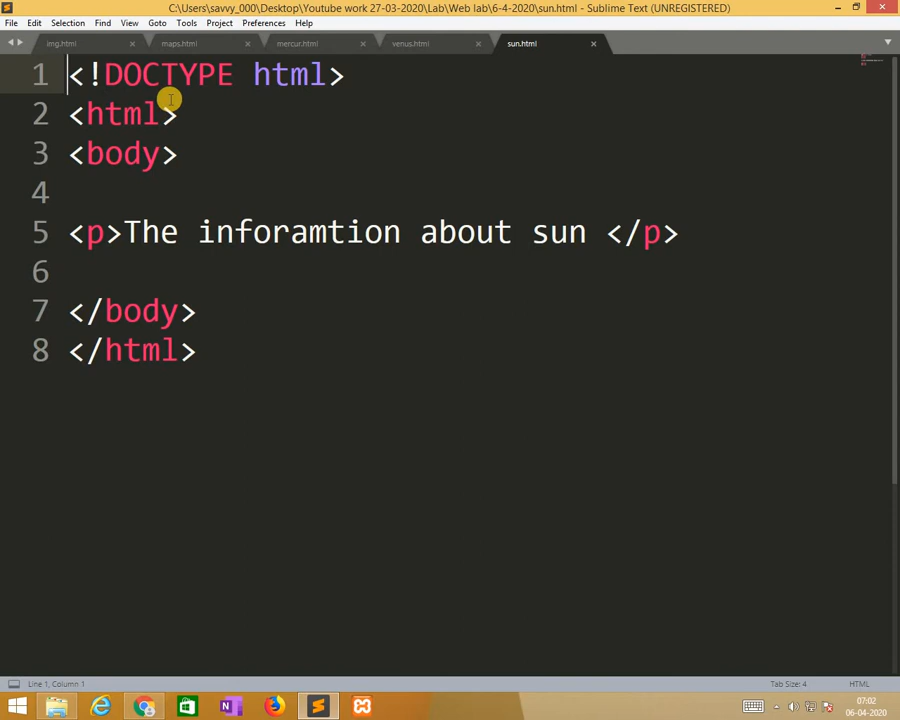 C:\Users\savvy_000\Desktop\Youtube work 27-03-2020\Lab\Web lab\6-4-2020\sun.html - Sublime Text (UNREGISTERED)
File Edit Selection Find View Goto Tools Project Preferences Help
img.html maps.html mercur.html venus.html sun.html
1 <!DOCTYPE html>
2 <html>
3 <body>
4
5 <p>The inforamtion about sun </p>
6
7 </body>
8 </html>
Line 1, Column 1 Tab Size: 4 HTML
07:02
06-04-2020